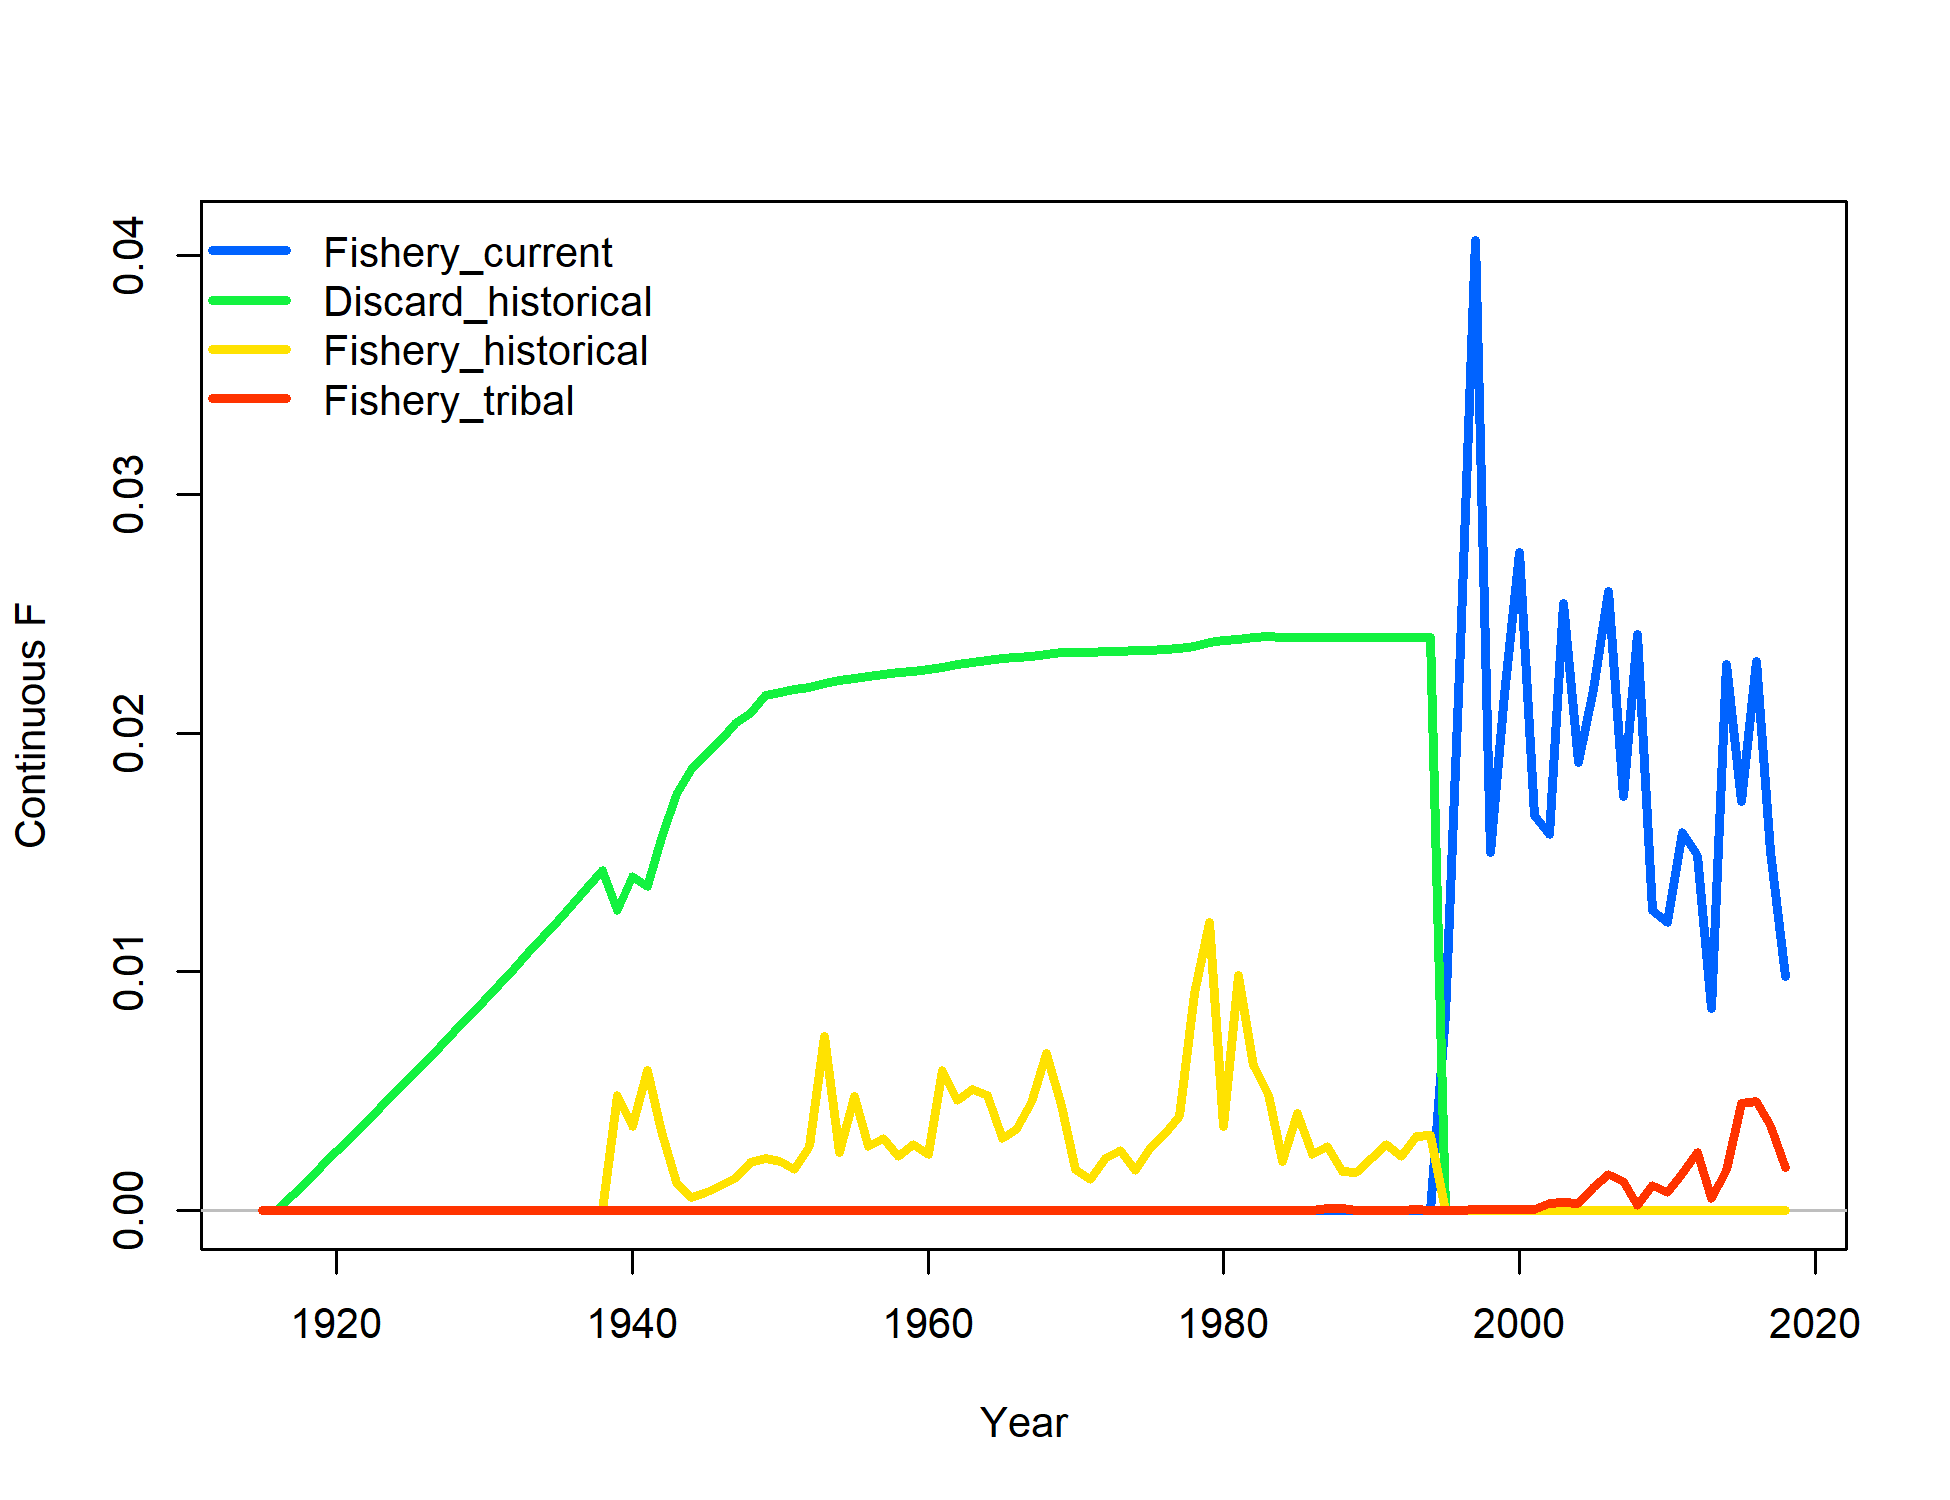 Fishery_current
Discard_historical
Fishery_historical
Fishery_tribal
0.04
0.03
0.02
0.01
0.00
Continuous F
1920 1940 1960 1980 2000 2020
Year